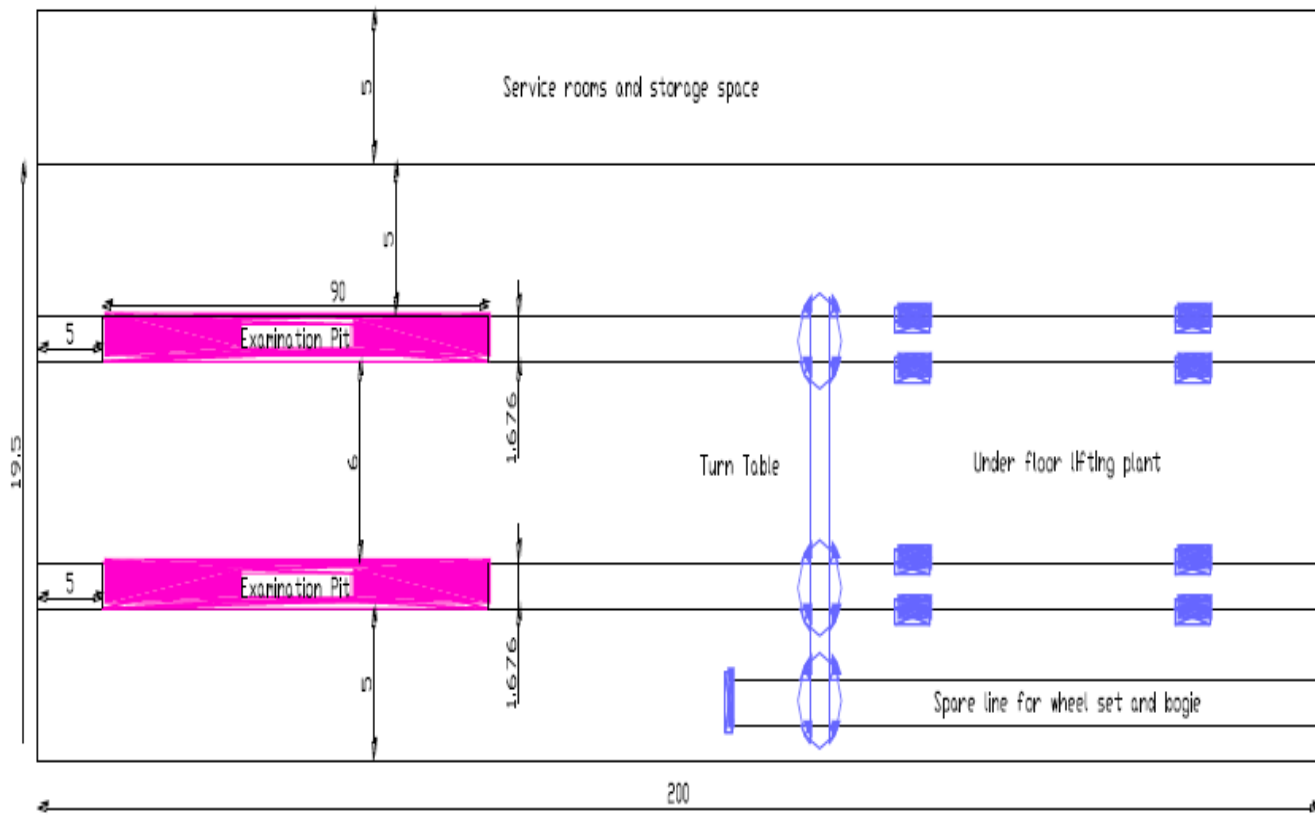 5
Service rooms and storage space
5
90
5
Examination Pit
1.676
19.5
6
Turn Table
Under floor lifting plant
5
Examination Pit
1.676
5
Spare line for wheel set and bogie
200